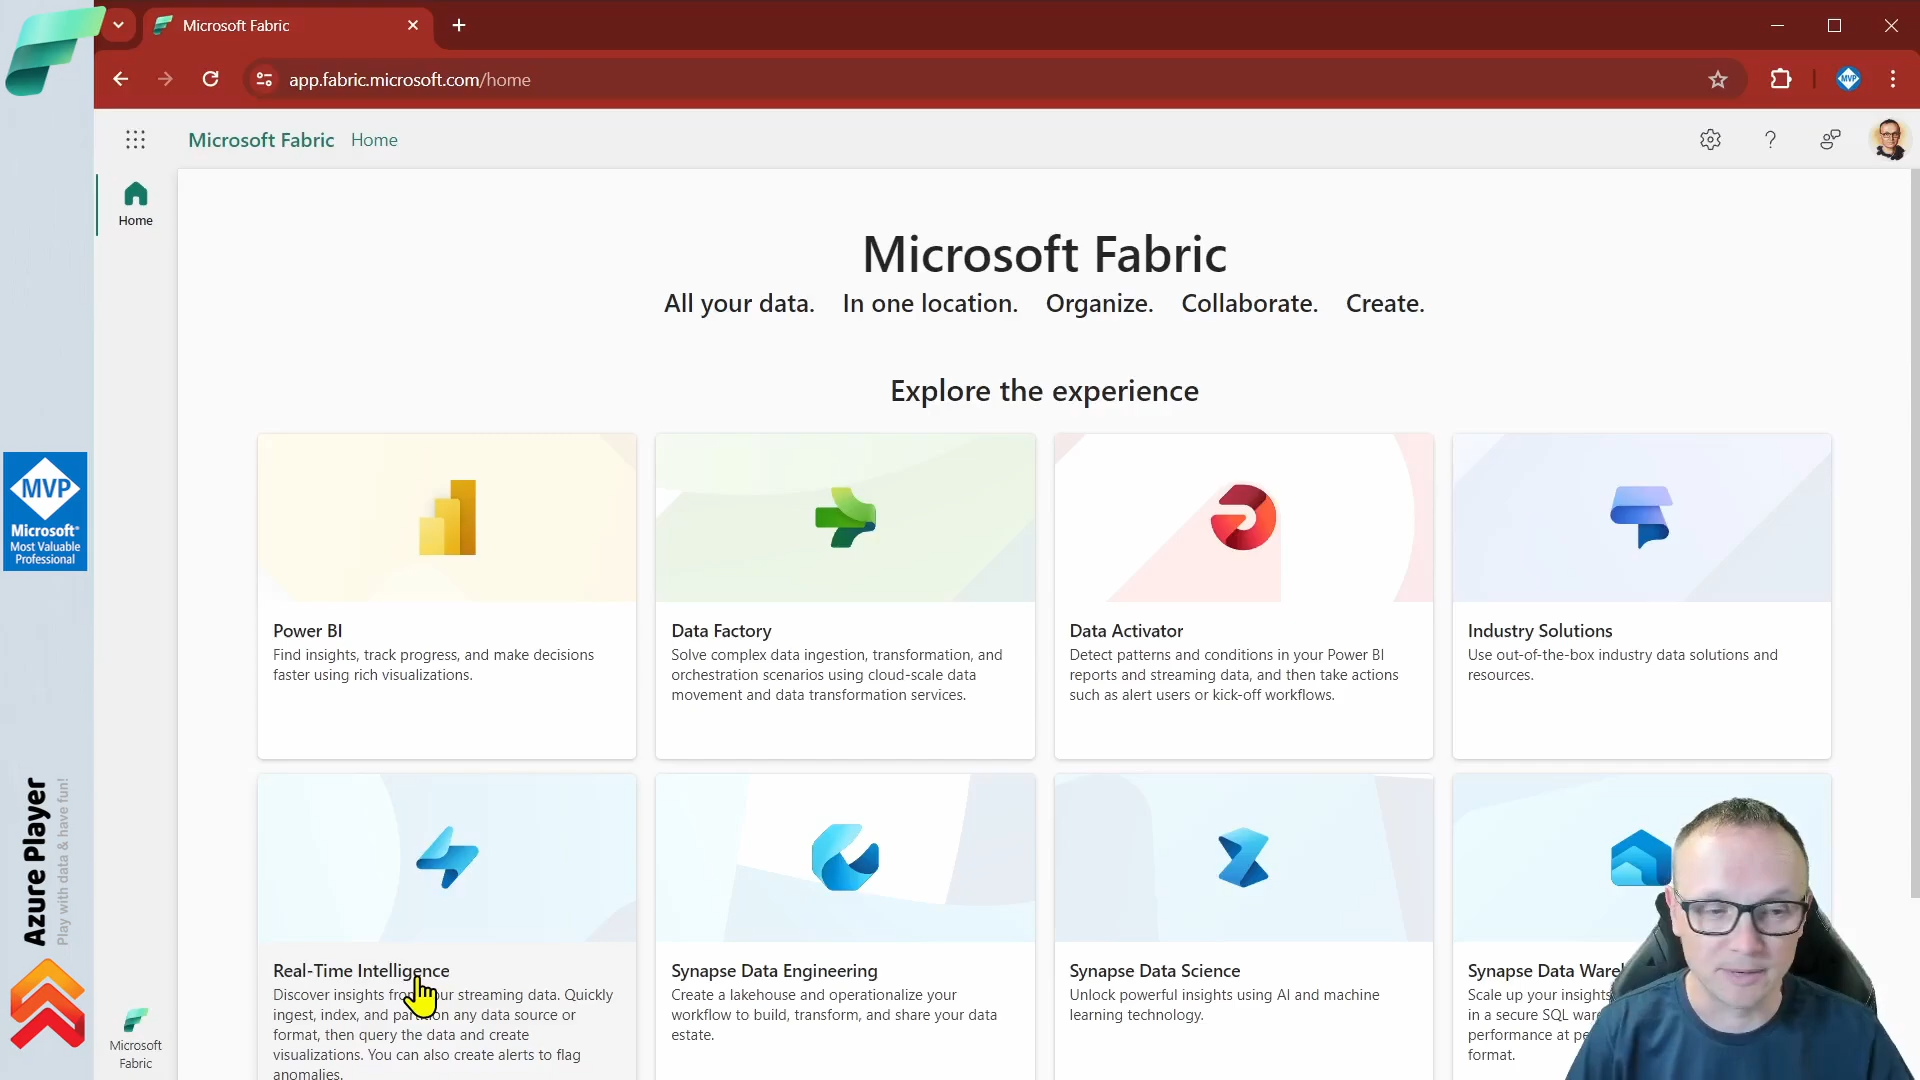 Microsoft Fabric
app.fabric.microsoft.com/home
MVP
Microsoft Fabric Home
Home
Microsoft Fabric
All your data. In one location. Organize. Collaborate. Create.
Explore the experience
Power BI
Find insights, track progress, and make decisions
faster using rich visualizations.
Data Factory
Solve complex data ingestion, transformation, and
orchestration scenarios using cloud-scale data
movement and data transformation services.
Data Activator
Detect patterns and conditions in your Power BI
reports and streaming data, and then take actions
such as alert users or kick-off workflows.
Industry Solutions
Use out-of-the-box industry data solutions and
resources.
Real-Time Intelligence
Discover insights from your streaming data. Quickly
ingest, index, and partition any data source or
format, then query the data and create
visualizations. You can also create alerts to flag
anomalies.
Synapse Data Engineering
Create a lakehouse and operationalize your
workflow to build, transform, and share your data
estate.
Synapse Data Science
Unlock powerful insights using AI and machine
learning technology.
Synapse Data
Scale up your insights
in a secure SQL
performance at
format.
Microsoft
Fabric
MVP
Microsoft®
Most Valuable
Professional
Azure Player
Play with data & have fun!